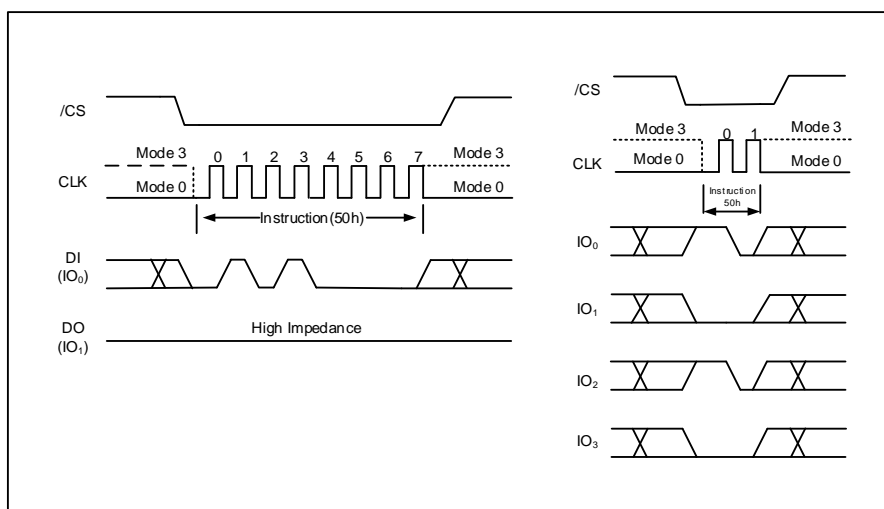 /CS
Mode 3 0 1 2 3 4 5 6 7 Mode 3
CLK Mode 0 Mode 0
Instruction (50h)
DI
(IO0)
DO
(IO1)
High Impedance
/CS
Mode 3 0 1 Mode 3
CLK Mode 0 Mode 0
Instruction
50h
IO0
IO1
IO2
IO3